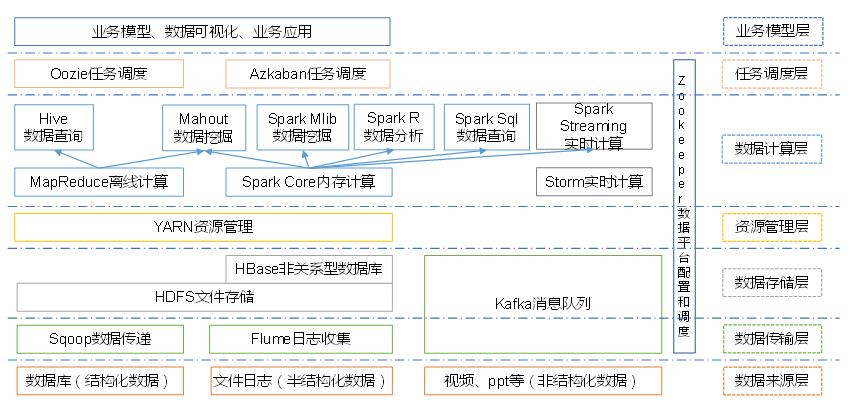 业务模型、数据可视化、业务应用
业务模型层
Oozie任务调度
Azkaban任务调度
任务调度层
Hive
数据查询
Mahout
数据挖掘
Spark Mlib
数据挖掘
Spark R
数据分析
Spark Sql
数据查询
Spark
Streaming
实时计算
数据计算层
MapReduce离线计算
Spark Core内存计算
Storm实时计算
Zookeeper数据平台配置和调度
YARN资源管理
资源管理层
HBase非关系型数据库
HDFS文件存储
Kafka消息队列
数据存储层
Sqoop数据传递
Flume日志收集
数据传输层
数据库（结构化数据）
文件日志（半结构化数据）
视频、ppt等（非结构化数据）
数据来源层